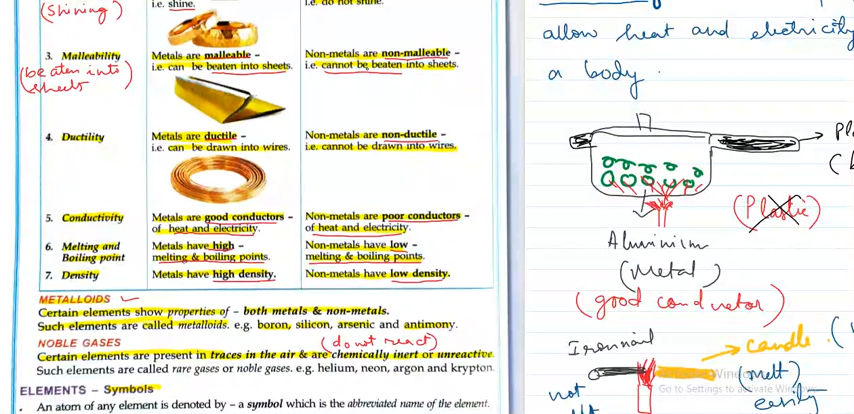 (shining)
i.e. shine.
i.e. do not shine.
3. Malleability
Metals are malleable –
i.e. can be beaten into sheets.
Non-metals are non-malleable –
i.e. cannot be beaten into sheets.
(beaten into
sheets)
4. Ductility
Metals are ductile –
i.e. can be drawn into wires.
Non-metals are non-ductile –
i.e. cannot be drawn into wires.
5. Conductivity
Metals are good conductors –
of heat and electricity.
Non-metals are poor conductors –
of heat and electricity.
6. Melting and
Boiling point
Metals have high –
melting & boiling points.
Non-metals have low –
melting & boiling points.
7. Density
Metals have high density.
Non-metals have low density.
METALLOIDS
Certain elements show properties of – both metals & non-metals.
Such elements are called metalloids. e.g. boron, silicon, arsenic and antimony.
NOBLE GASES
(do not react)
Certain elements are present in traces in the air & are chemically inert or unreactive.
Such elements are called rare gases or noble gases. e.g. helium, neon, argon and krypton.
ELEMENTS – Symbols
An atom of any element is denoted by – a symbol which is the abbreviated name of the element.
allow heat and electricity
a body.
(Plastic)
Aluminium
(Metal)
(good conductor)
Iron nail
candle.
(melt)
easily
not
Go to Settings to activate Windows